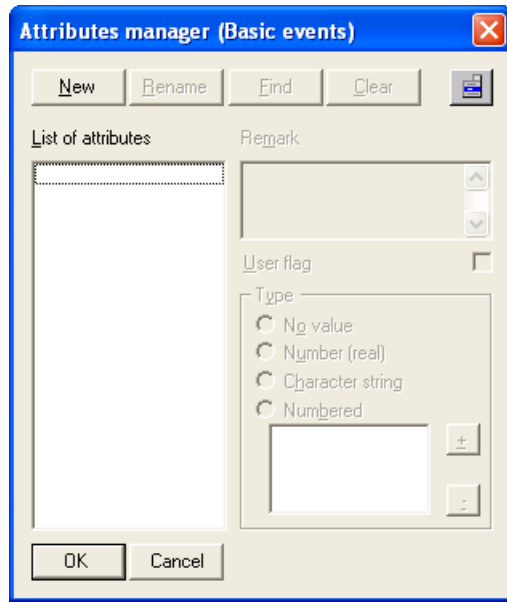 Attributes manager (Basic events)
New Rename Find Clear
List of attributes
Remark
User flag
Type
No value
Number (real)
Character string
Numbered
+
-
OK Cancel